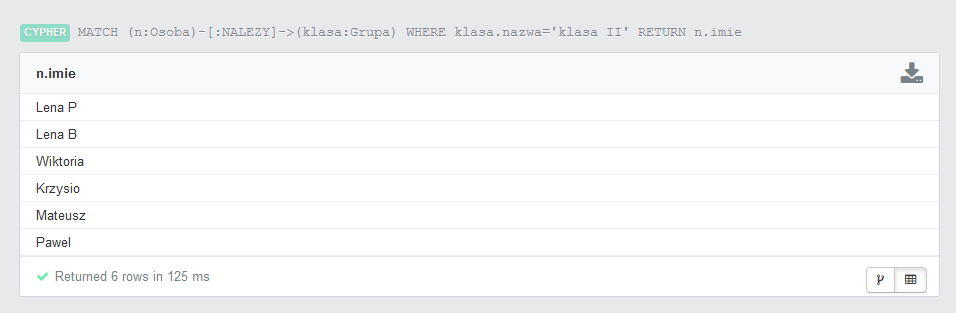 CYPHER MATCH (n:Osoba)-[:NALEZY]->(klasa:Grupa) WHERE klasa.nazwa='klasa II' RETURN n.imie
n.imie
Lena P
Lena B
Wiktoria
Krzysio
Mateusz
Pawel
Returned 6 rows in 125 ms